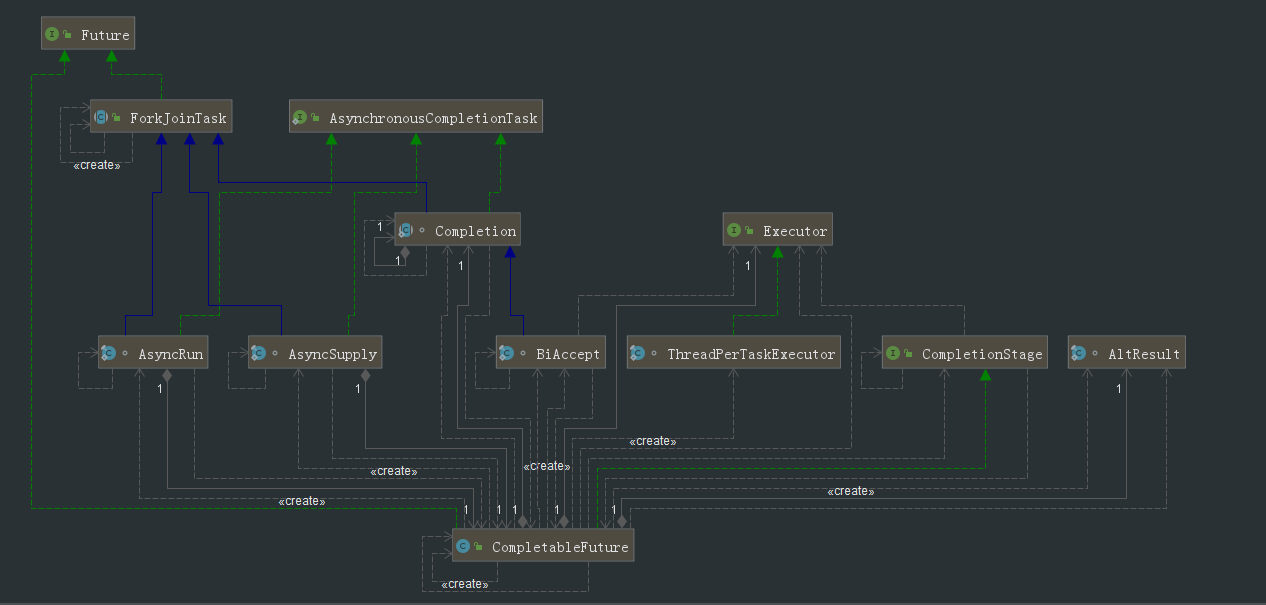 Future
ForkJoinTask
AsynchronousCompletionTask
«create»
Completion
Executor
1
1
1
1
AsyncRun
AsyncSupply
BiAccept
ThreadPerTaskExecutor
CompletionStage
AltResult
1
1
1
«create»
«create»
«create»
«create»
«create»
1
1
1
1
1
CompletableFuture
«create»